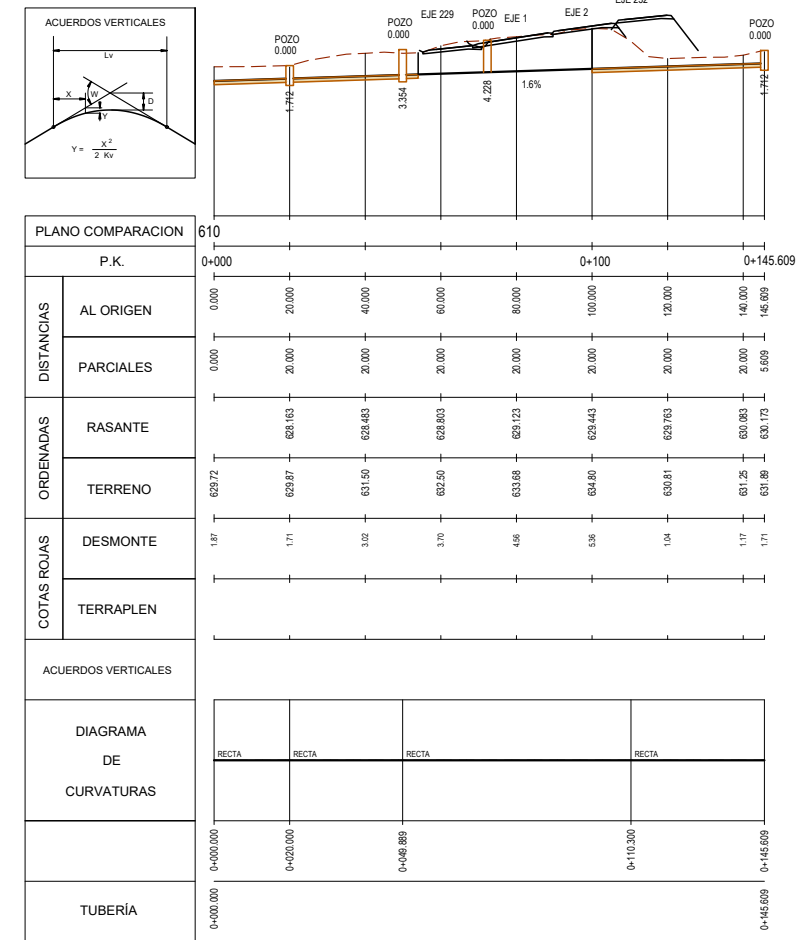 ACUERDOS VERTICALES
Lv
X
W
D
Y
Y = X 2
2 Kv
POZO
0.000
1.712
POZO
0.000
3.354
EJE 229
POZO
0.000
4.228
EJE 1
1.6%
EJE 2
EJE 232
POZO
0.000
1.712
PLANO COMPARACION 610
P.K. 0+000 0+100 0+145.609
DISTANCIAS
AL ORIGEN 0.000 20.000 40.000 60.000 80.000 100.000 120.000 140.000 145.609
PARCIALES 0.000 20.000 20.000 20.000 20.000 20.000 20.000 20.000 5.609
ORDENADAS
RASANTE 628.163 628.483 628.803 629.123 629.443 629.763 630.083 630.173
TERRENO 629.72 629.87 631.50 632.50 633.68 634.80 630.81 631.25 631.89
COTAS ROJAS
DESMONTE 1.87 1.71 3.02 3.70 4.56 5.36 1.04 1.17 1.71
TERRAPLEN
ACUERDOS VERTICALES
DIAGRAMA
DE
CURVATURAS
RECTA RECTA RECTA RECTA
0+000.000 0+020.000 0+049.889 0+110.300 0+145.609
TUBERÍA 0+000.000 0+145.609